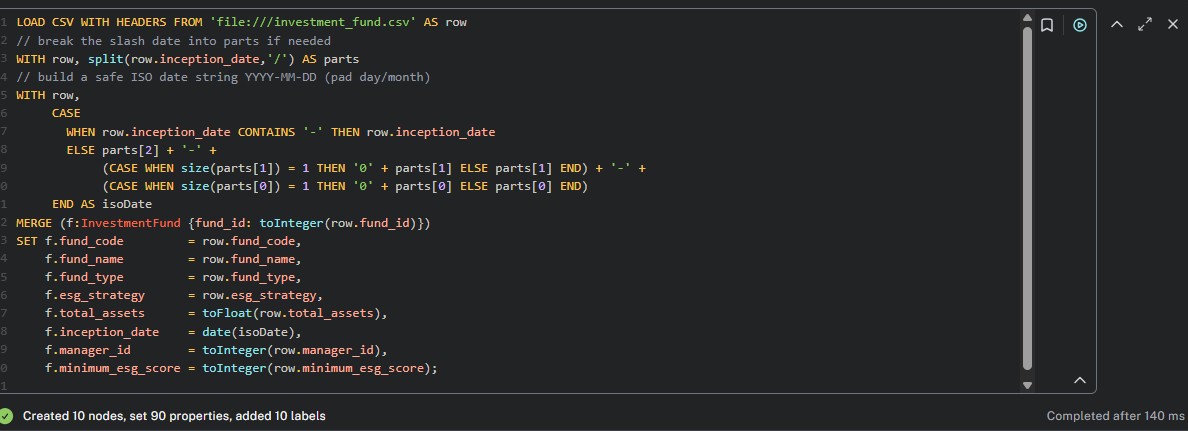 1 LOAD CSV WITH HEADERS FROM 'file:///investment_fund.csv' AS row
2 // break the slash date into parts if needed
3 WITH row, split(row.inception_date,'/') AS parts
4 // build a safe ISO date string YYYY-MM-DD (pad day/month)
5 WITH row,
6 CASE
7 WHEN row.inception_date CONTAINS '-' THEN row.inception_date
8 ELSE parts[2] + '-' +
9 (CASE WHEN size(parts[1]) = 1 THEN '0' + parts[1] ELSE parts[1] END) + '-' +
0 (CASE WHEN size(parts[0]) = 1 THEN '0' + parts[0] ELSE parts[0] END)
1 END AS isoDate
2 MERGE (f:InvestmentFund {fund_id: toInteger(row.fund_id)})
3 SET f.fund_code = row.fund_code,
4 f.fund_name = row.fund_name,
5 f.fund_type = row.fund_type,
6 f.esg_strategy = row.esg_strategy,
7 f.total_assets = toFloat(row.total_assets),
8 f.inception_date = date(isoDate),
9 f.manager_id = toInteger(row.manager_id),
0 f.minimum_esg_score = toInteger(row.minimum_esg_score);
1
Created 10 nodes, set 90 properties, added 10 labels
Completed after 140 ms